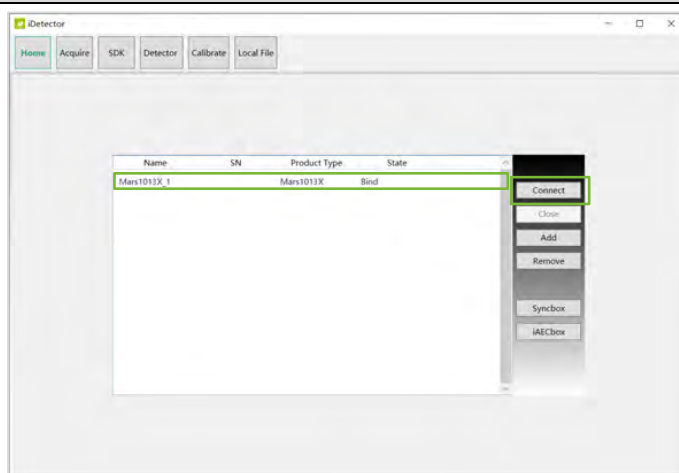 iDetector
Home Acquire SDK Detector Calibrate Local File
Name SN Product Type State
Mars1013X_1 Mars1013X Bind
Connect
Close
Add
Remove
Syncbox
iAECbox